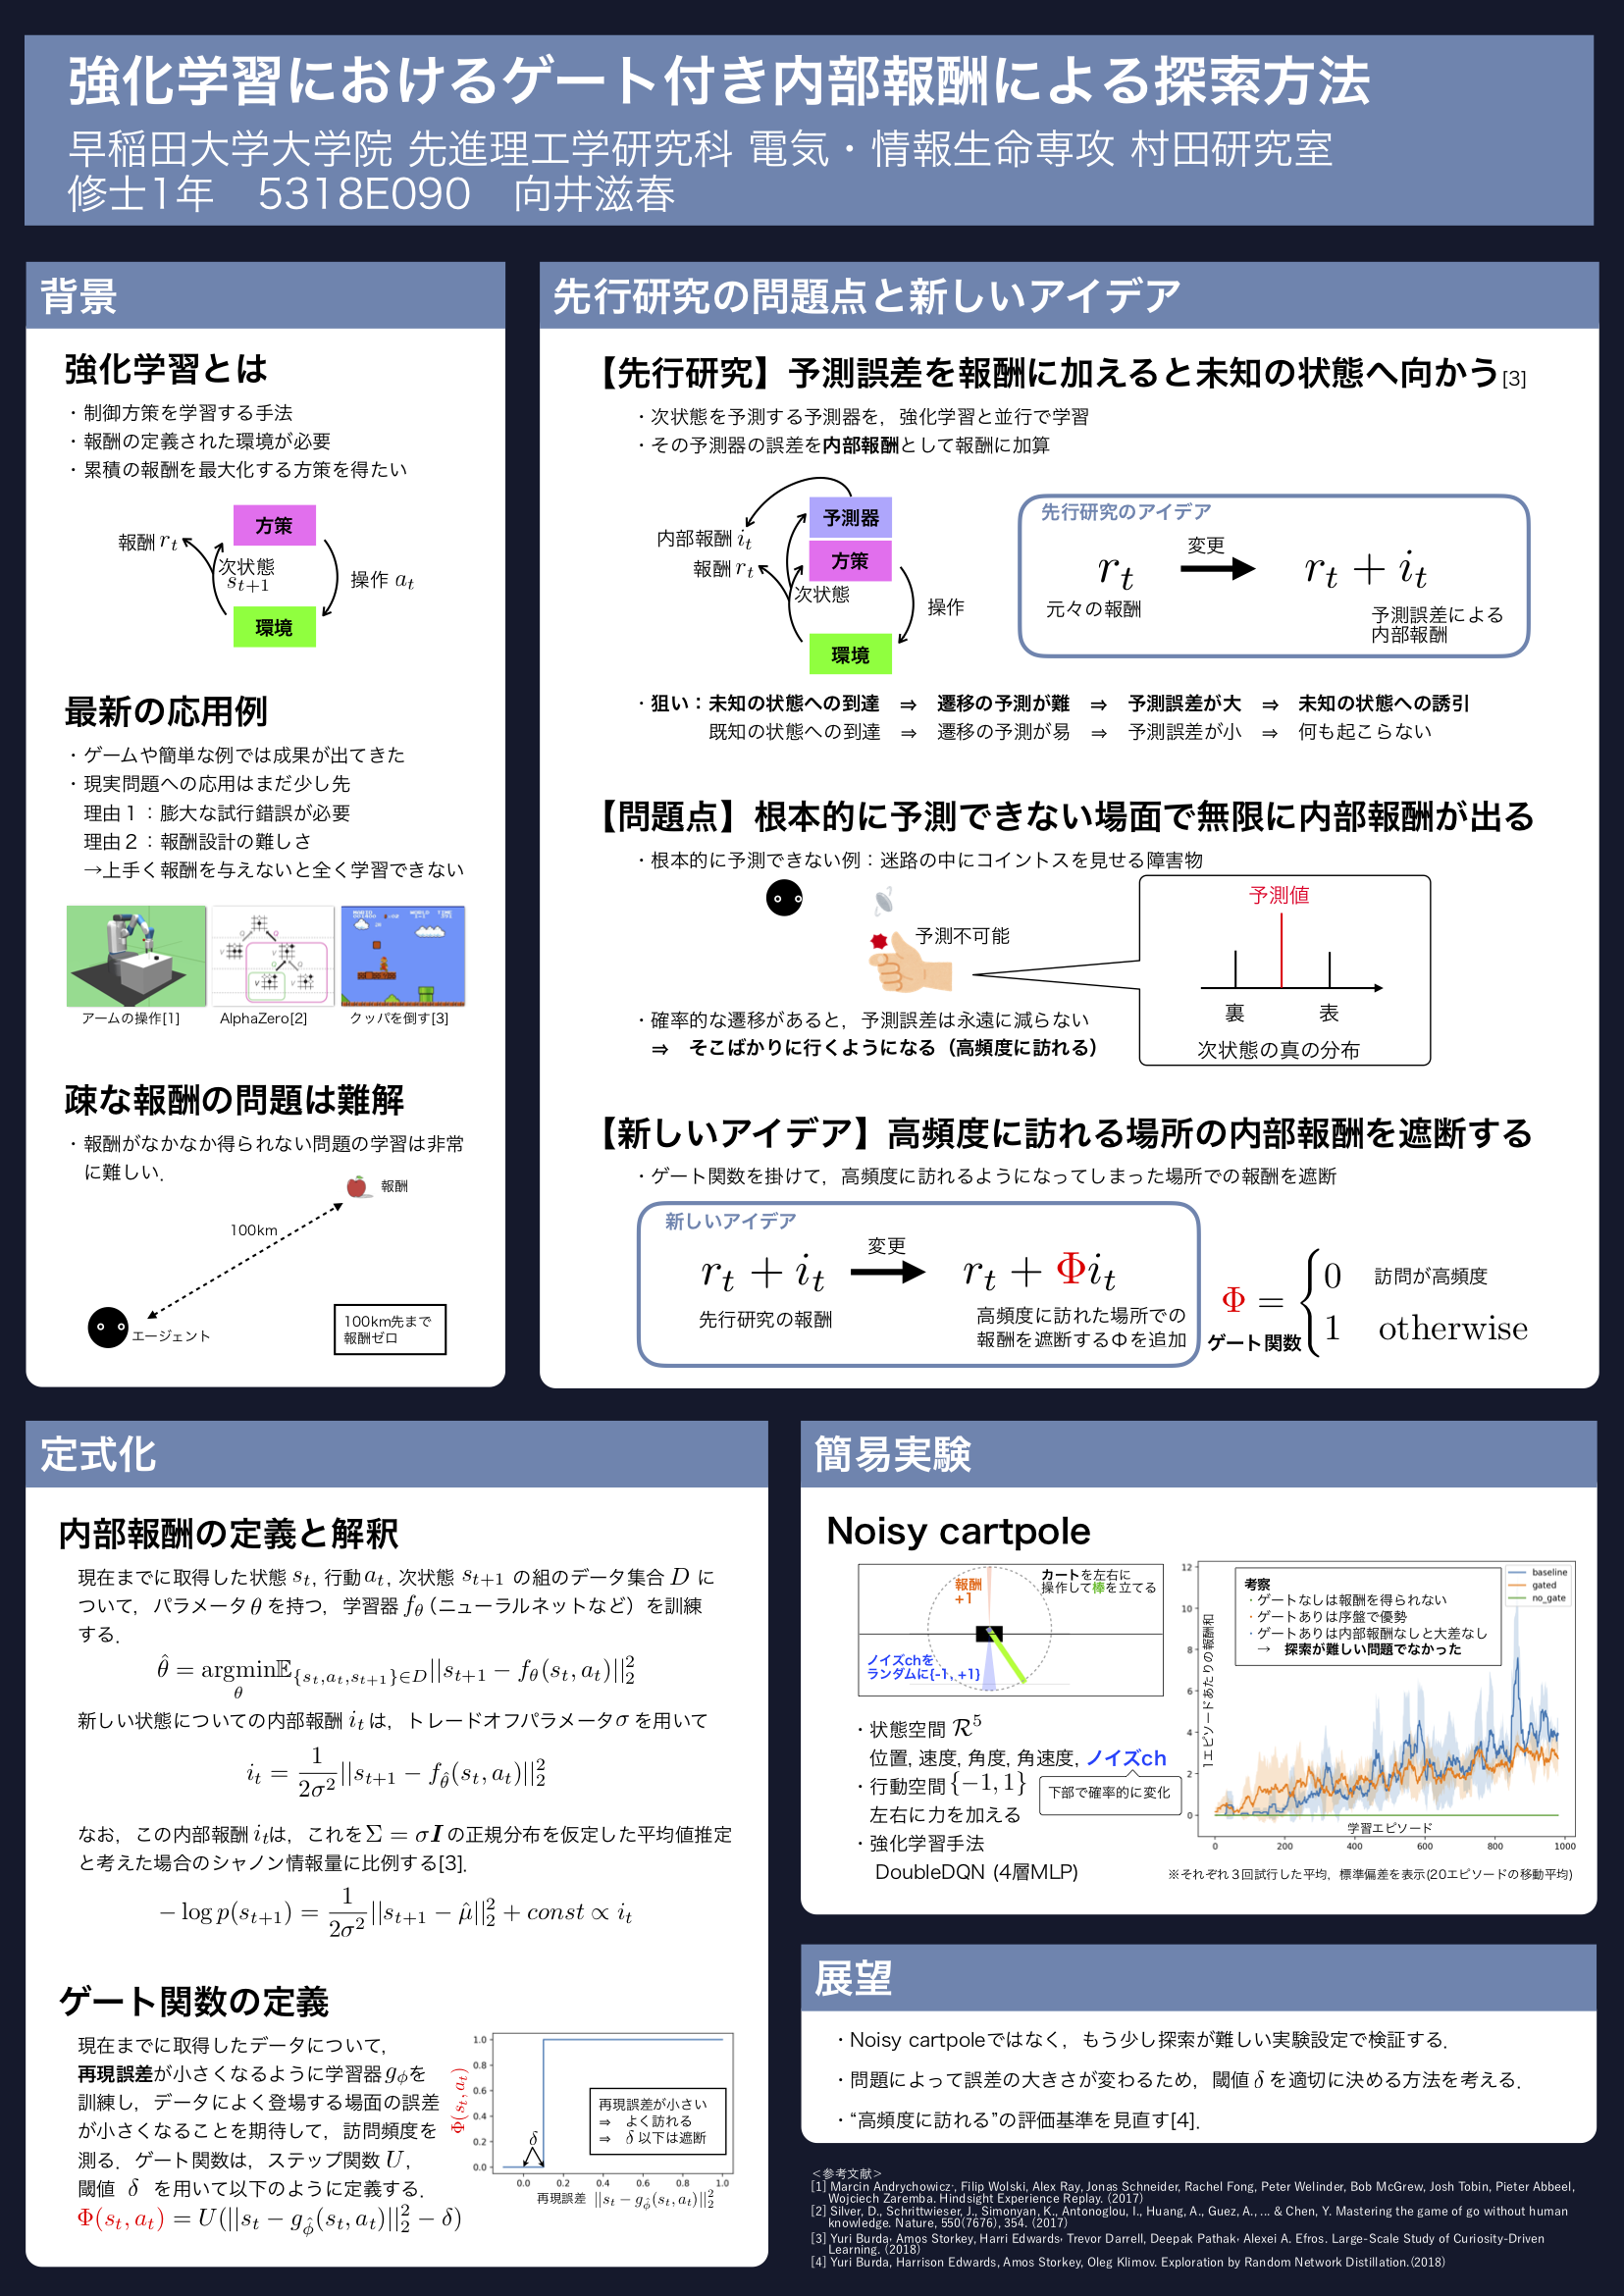 強化学習におけるゲート付き内部報酬による探索方法
早稲田大学大学院 先進理工学研究科 電気・情報生命専攻 村田研究室
修士1年　5318E090　向井滋春
背景
強化学習とは
・制御方策を学習する手法
・報酬の定義された環境が必要
・累積の報酬を最大化する方策を得たい
方策
報酬 r_t
次状態
s_{t+1}
操作 a_t
環境
最新の応用例
・ゲームや簡単な例では成果が出てきた
・現実問題への応用はまだ少し先
理由１：膨大な試行錯誤が必要
理由２：報酬設計の難しさ
→上手く報酬を与えないと全く学習できない
アームの操作[1]
AlphaZero[2]
クッパを倒す[3]
疎な報酬の問題は難解
・報酬がなかなか得られない問題の学習は非常
に難しい．
報酬
100km
エージェント
100km先まで
報酬ゼロ
先行研究の問題点と新しいアイデア
【先行研究】予測誤差を報酬に加えると未知の状態へ向かう[3]
・次状態を予測する予測器を，強化学習と並行で学習
・その予測器の誤差を内部報酬として報酬に加算
予測器
内部報酬 i_t
方策
報酬 r_t
次状態
操作
環境
先行研究のアイデア
r_t 変更 r_t + i_t
元々の報酬
予測誤差による
内部報酬
・狙い：未知の状態への到達　⇒　遷移の予測が難　⇒　予測誤差が大　⇒　未知の状態への誘引
既知の状態への到達　⇒　遷移の予測が易　⇒　予測誤差が小　⇒　何も起こらない
【問題点】根本的に予測できない場面で無限に内部報酬が出る
・根本的に予測できない例：迷路の中にコイントスを見せる障害物
予測不可能
予測値
裏　表
次状態の真の分布
・確率的な遷移があると，予測誤差は永遠に減らない
⇒　そこばかりに行くようになる（高頻度に訪れる）
【新しいアイデア】高頻度に訪れる場所の内部報酬を遮断する
・ゲート関数を掛けて，高頻度に訪れるようになってしまった場所での報酬を遮断
新しいアイデア
r_t + i_t 変更 r_t + Φi_t
先行研究の報酬
高頻度に訪れた場所での
報酬を遮断するΦを追加
Φ = { 0 訪問が高頻度
1 otherwise
ゲート関数
定式化
内部報酬の定義と解釈
現在までに取得した状態 s_t, 行動 a_t, 次状態 s_{t+1} の組のデータ集合 D に
ついて，パラメータ θ を持つ，学習器 f_θ（ニューラルネットなど）を訓練
する．
θ̂ = argmin_θ 𝔼_{{s_t,a_t,s_{t+1}}∈D}||s_{t+1} − f_θ(s_t, a_t)||_2^2
新しい状態についての内部報酬 i_t は，トレードオフパラメータ σ を用いて
i_t = 1/(2σ^2) ||s_{t+1} − f_θ̂(s_t, a_t)||_2^2
なお，この内部報酬 i_t は，これを Σ = σI の正規分布を仮定した平均値推定
と考えた場合のシャノン情報量に比例する[3]．
− log p(s_{t+1}) = 1/(2σ^2) ||s_{t+1} − μ̂||_2^2 + const ∝ i_t
ゲート関数の定義
現在までに取得したデータについて，
再現誤差が小さくなるように学習器 g_ϕ を
訓練し，データによく登場する場面の誤差
が小さくなることを期待して，訪問頻度を
測る．ゲート関数は，ステップ関数 U，
閾値 δ を用いて以下のように定義する．
Φ(s_t, a_t) = U(||s_t − g_ϕ̂(s_t, a_t)||_2^2 − δ)
Φ(s_t, a_t)
1.0
0.8
0.6
0.4
0.2
0.0
δ
再現誤差が小さい
⇒　よく訪れる
⇒　δ 以下は遮断
0.0 0.2 0.4 0.6 0.8 1.0
再現誤差 ||s_t − g_ϕ̂(s_t, a_t)||_2^2
簡易実験
Noisy cartpole
報酬
+1
カートを左右に
操作して棒を立てる
ノイズchを
ランダムに{-1, +1}
・状態空間 R^5
位置, 速度, 角度, 角速度, ノイズch
・行動空間 {−1, 1}
下部で確率的に変化
左右に力を加える
・強化学習手法
DoubleDQN (4層MLP)
1エピソードあたりの報酬和
12
10
8
6
4
2
0
考察
・ゲートなしは報酬を得られない
・ゲートありは序盤で優勢
・ゲートありは内部報酬なしと大差なし
→　探索が難しい問題でなかった
baseline
gated
no_gate
学習エピソード
0 200 400 600 800 1000
※それぞれ３回試行した平均，標準偏差を表示(20エピソードの移動平均)
展望
・Noisy cartpoleではなく，もう少し探索が難しい実験設定で検証する．
・問題によって誤差の大きさが変わるため，閾値 δ を適切に決める方法を考える．
・“高頻度に訪れる”の評価基準を見直す[4]．
＜参考文献＞
[1] Marcin Andrychowicz, Filip Wolski, Alex Ray, Jonas Schneider, Rachel Fong, Peter Welinder, Bob McGrew, Josh Tobin, Pieter Abbeel,
Wojciech Zaremba. Hindsight Experience Replay. (2017)
[2] Silver, D., Schrittwieser, J., Simonyan, K., Antonoglou, I., Huang, A., Guez, A., ... & Chen, Y. Mastering the game of go without human
knowledge. Nature, 550(7676), 354. (2017)
[3] Yuri Burda, Amos Storkey, Harri Edwards, Trevor Darrell, Deepak Pathak, Alexei A. Efros. Large-Scale Study of Curiosity-Driven
Learning. (2018)
[4] Yuri Burda, Harrison Edwards, Amos Storkey, Oleg Klimov. Exploration by Random Network Distillation.(2018)